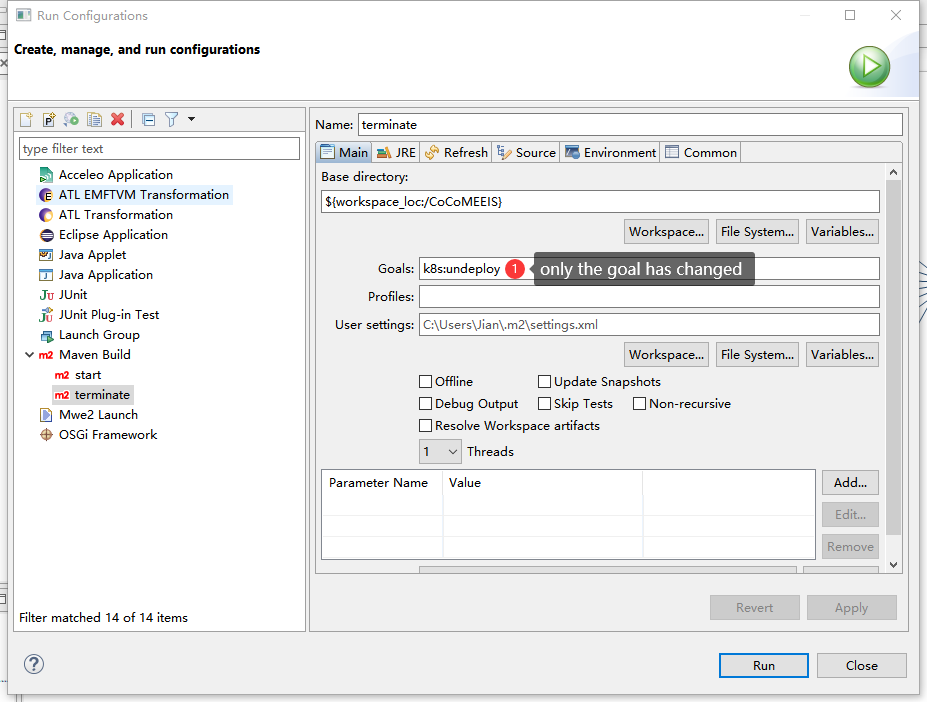 Run Configurations
Create, manage, and run configurations
type filter text
Acceleo Application
ATL EMFTVM Transformation
ATL Transformation
Eclipse Application
Java Applet
Java Application
JUnit
JUnit Plug-in Test
Launch Group
m2 Maven Build
m2 start
m2 terminate
Mwe2 Launch
OSGi Framework
Filter matched 14 of 14 items
Name: terminate
Main JRE Refresh Source Environment Common
Base directory:
${workspace_loc:/CoCoMEEIS}
Workspace... File System... Variables...
Goals: k8s:undeploy 1 only the goal has changed
Profiles:
User settings: C:\Users\Jian\.m2\settings.xml
Workspace... File System... Variables...
Offline Update Snapshots
Debug Output Skip Tests Non-recursive
Resolve Workspace artifacts
1 Threads
Parameter Name Value
Add...
Edit...
Remove
Revert Apply
Run Close